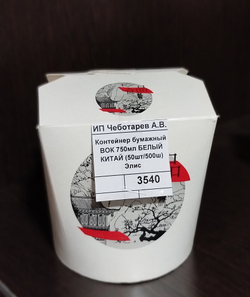 ИП Чеботарев А.В.
Контейнер бумажный
ВОК 750мл БЕЛЫЙ
КИТАЙ (50шт/500ш)
Элис
3540